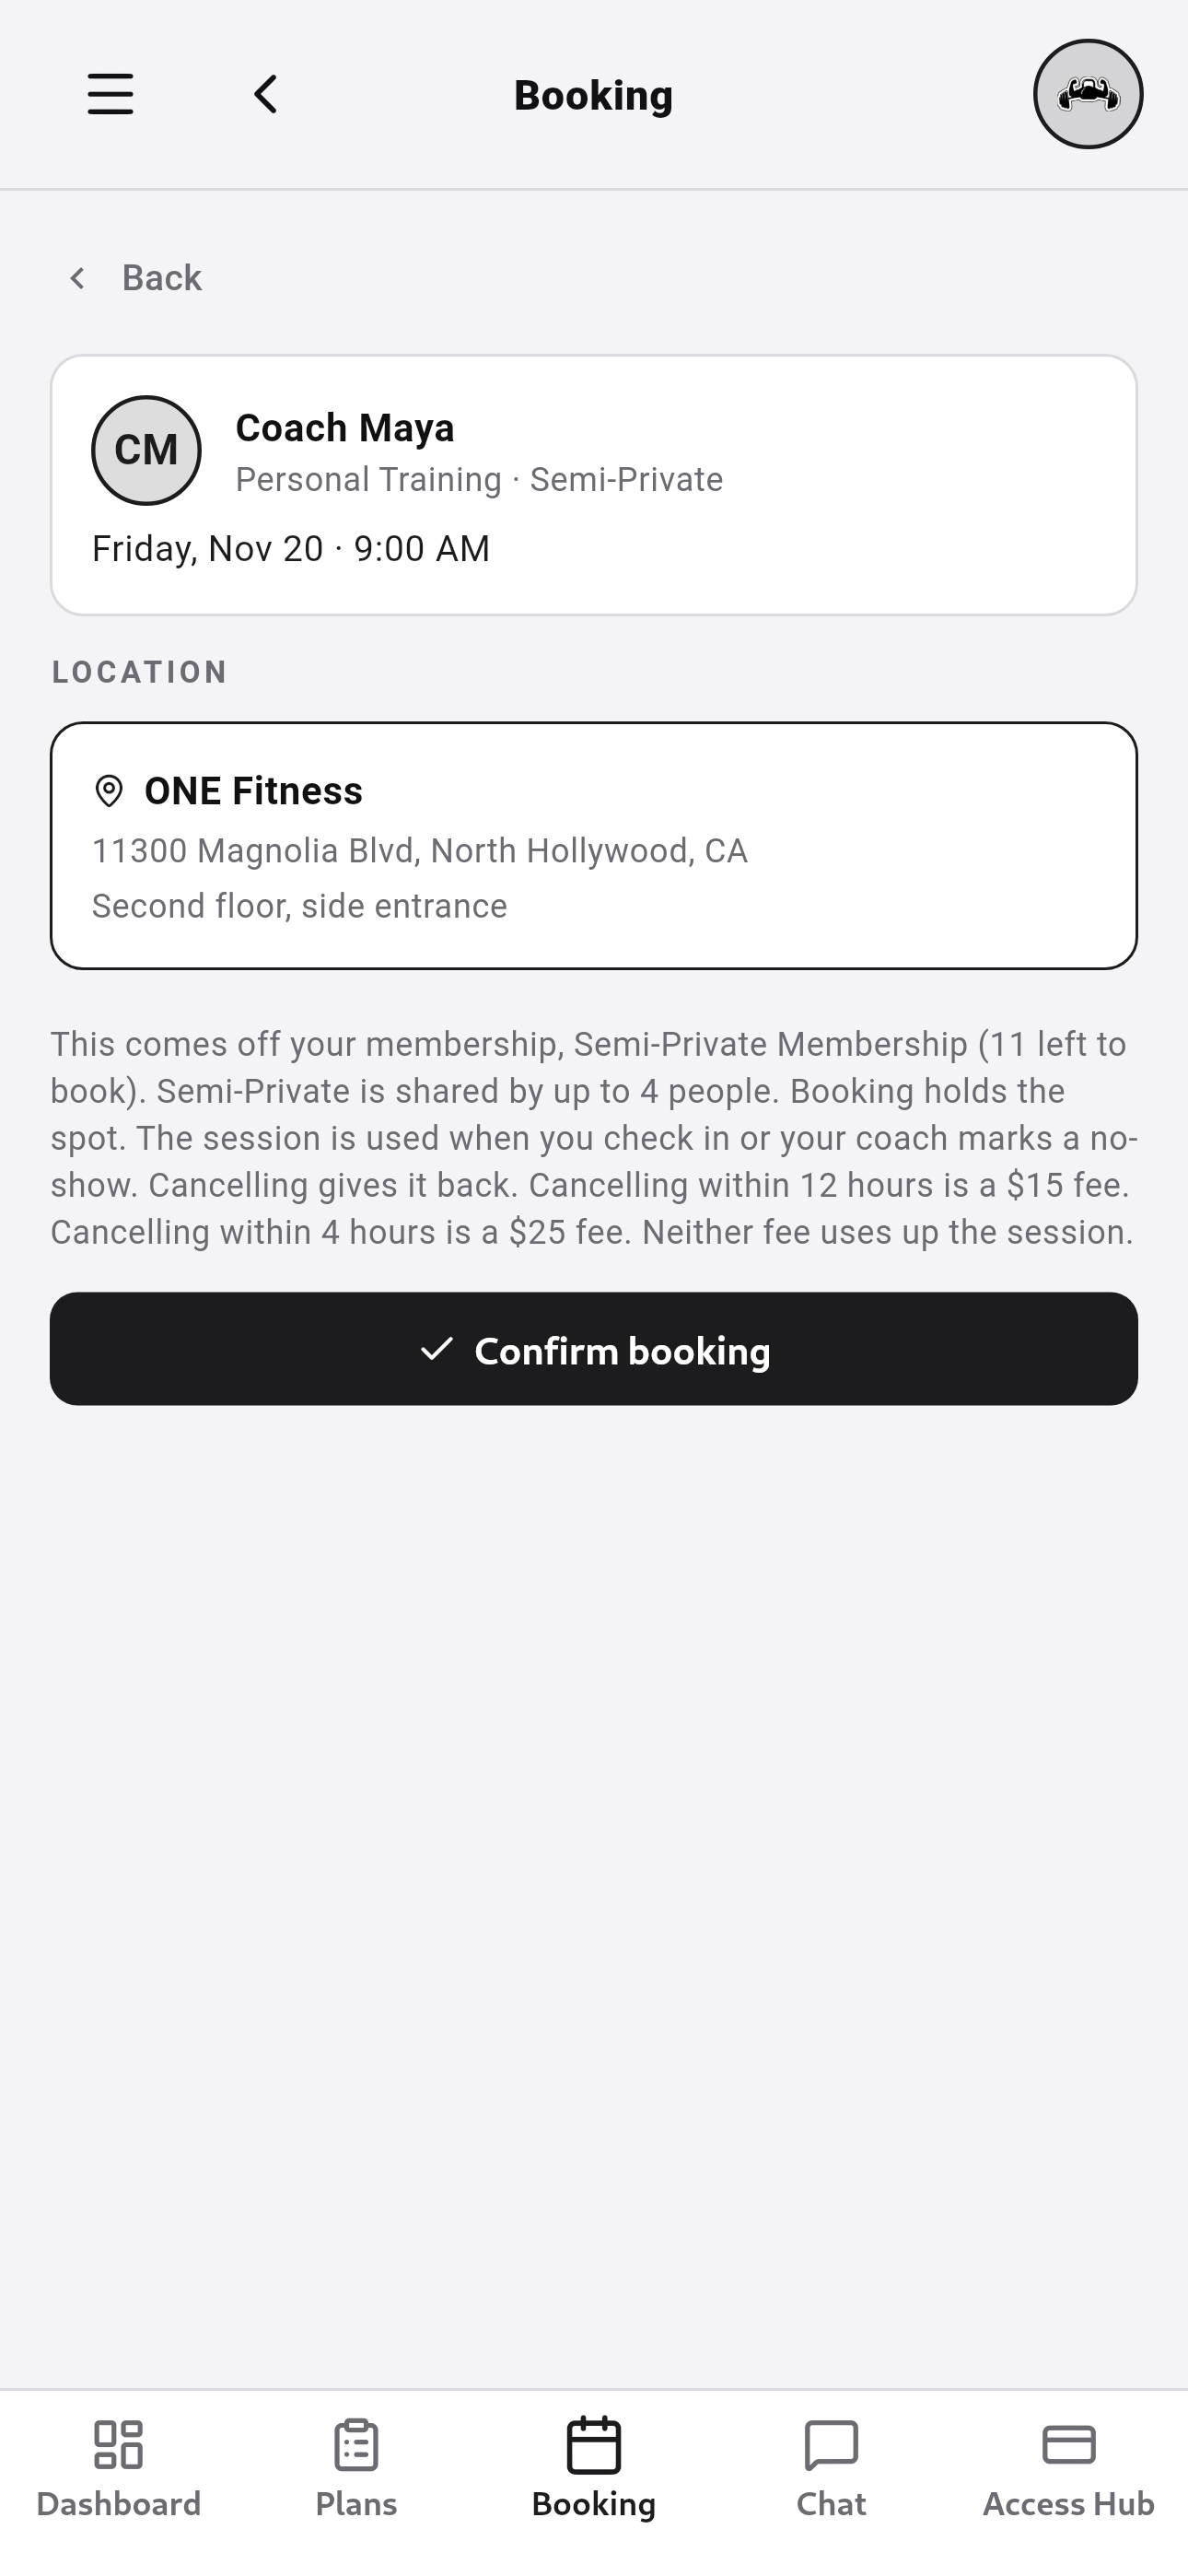 Booking
Back
CM
Coach Maya
Personal Training · Semi-Private
Friday, Nov 20 · 9:00 AM
LOCATION
ONE Fitness
11300 Magnolia Blvd, North Hollywood, CA
Second floor, side entrance
This comes off your membership, Semi-Private Membership (11 left to
book). Semi-Private is shared by up to 4 people. Booking holds the
spot. The session is used when you check in or your coach marks a no-
show. Cancelling gives it back. Cancelling within 12 hours is a $15 fee.
Cancelling within 4 hours is a $25 fee. Neither fee uses up the session.
Confirm booking
Dashboard
Plans
Booking
Chat
Access Hub